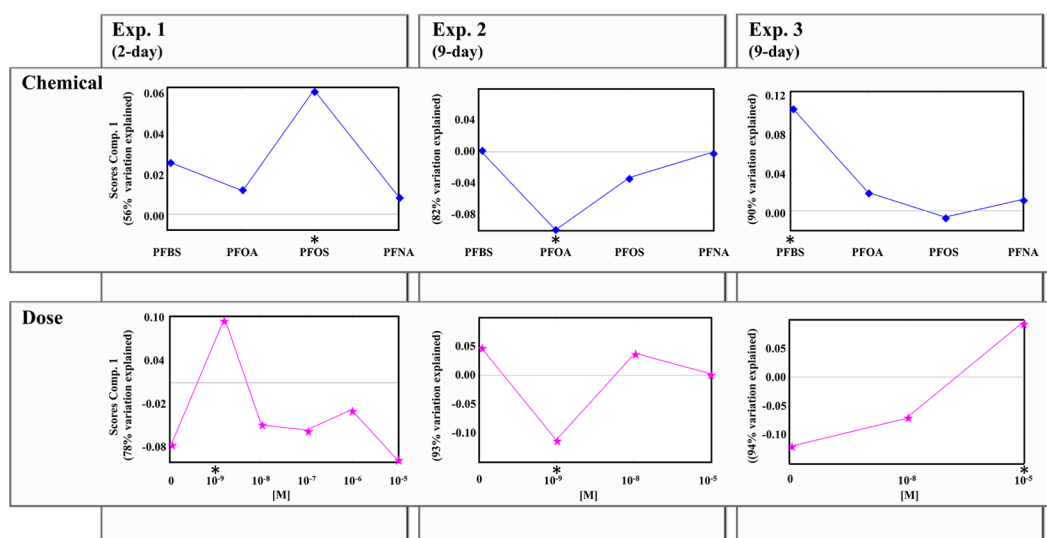 Exp. 1
(2-day)
Exp. 2
(9-day)
Exp. 3
(9-day)
Chemical
Scores Comp. 1
(56% variation explained)
0.06
0.04
0.02
0.00
PFBS PFOA PFOS PFNA
*
(82% variation explained)
0.04
0.00
-0.04
-0.08
PFBS PFOA PFOS PFNA
*
(90% variation explained)
0.12
0.08
0.04
0.00
PFBS PFOA PFOS PFNA
*
Dose
Scores Comp. 1
(78% variation explained)
0.10
0.04
-0.02
-0.08
*
0 10⁻⁹ 10⁻⁸ 10⁻⁷ 10⁻⁶ 10⁻⁵
[M]
(93% variation explained)
0.05
0.00
-0.05
-0.10
*
0 10⁻⁹ 10⁻⁸ 10⁻⁵
[M]
((94% variation explained)
0.05
0.00
-0.05
-0.10
*
0 10⁻⁸ 10⁻⁵
[M]